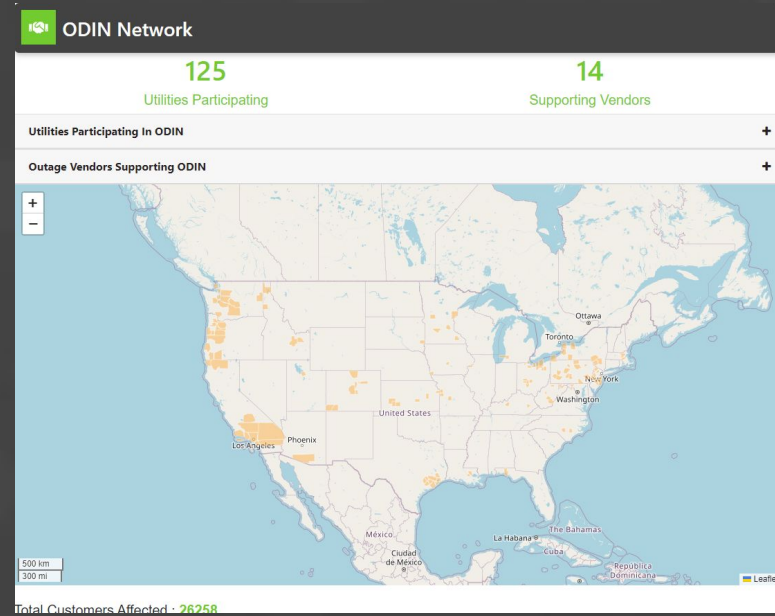 ODIN Network
125
Utilities Participating
14
Supporting Vendors
Utilities Participating In ODIN +
Outage Vendors Supporting ODIN +
+
−
Ottawa
Toronto
New York
Washington
United States
Los Angeles
Phoenix
México
Ciudad
de México
La Habana
The Bahamas
Cuba
República
Dominicana
500 km
300 mi
Total Customers Affected : 26258